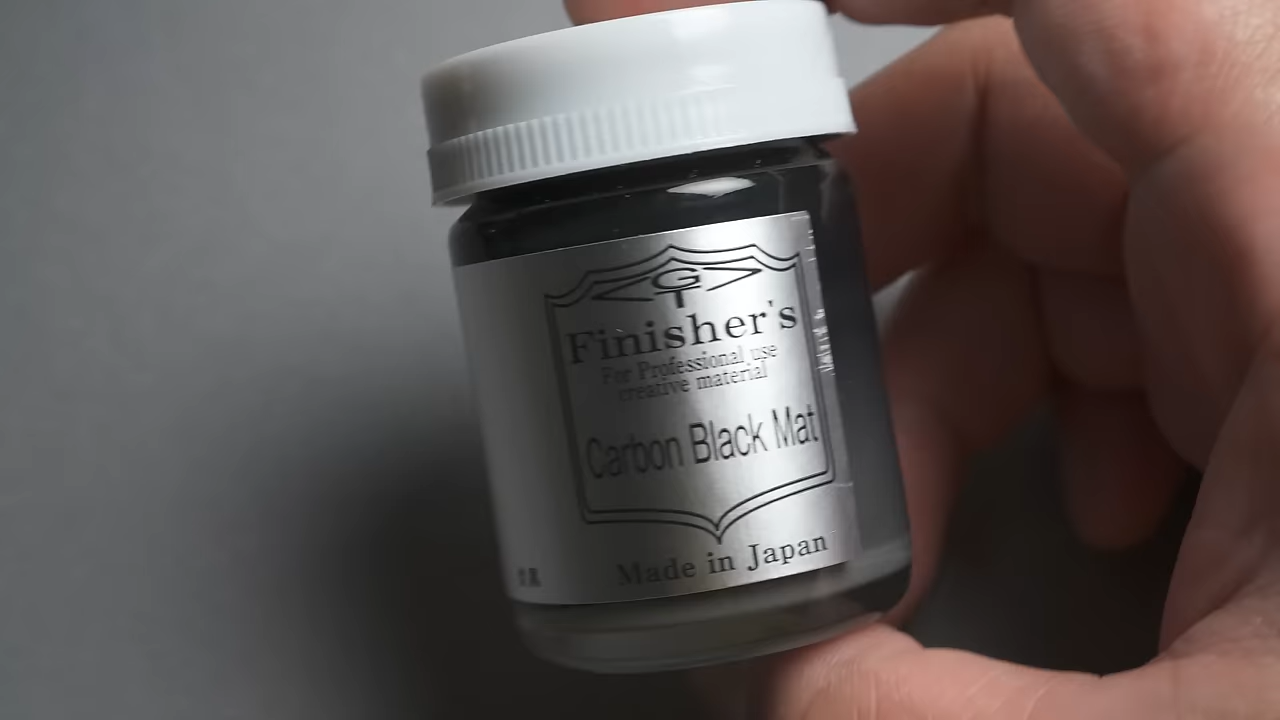 GT
Finisher's
For Professional use
creative material
Carbon Black Mat
Made in Japan